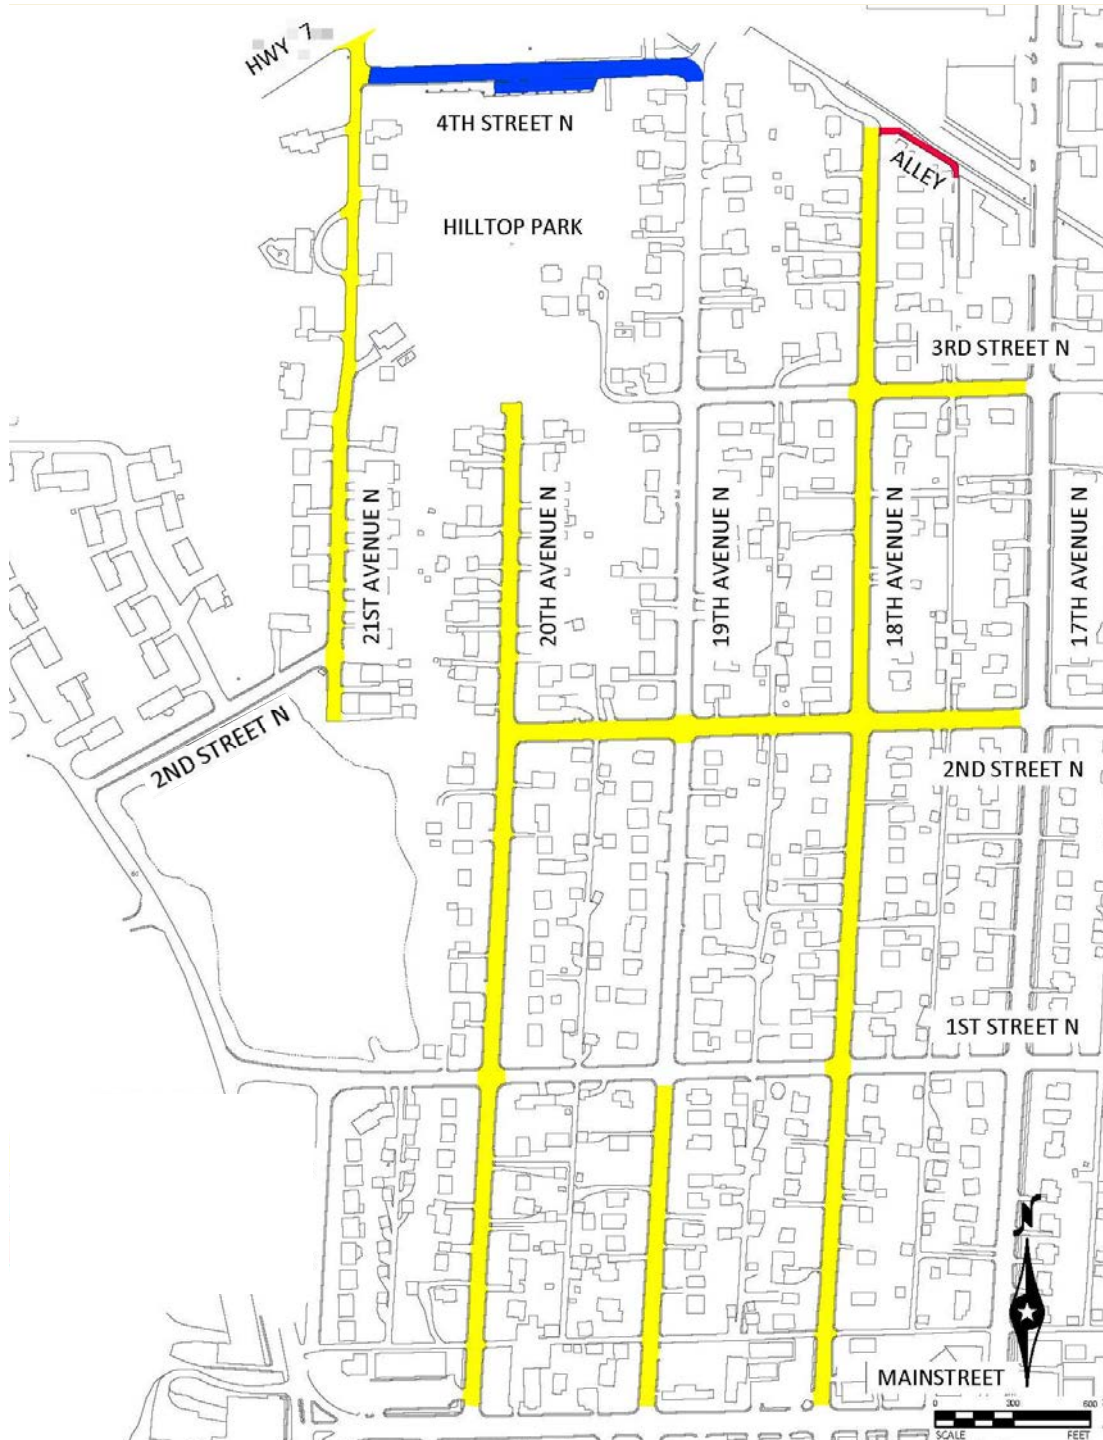 HWY 7
4TH STREET N
ALLEY
HILLTOP PARK
3RD STREET N
21ST AVENUE N
20TH AVENUE N
19TH AVENUE N
18TH AVENUE N
17TH AVENUE N
2ND STREET N
2ND STREET N
1ST STREET N
N
MAINSTREET
0 300 600
SCALE FEET